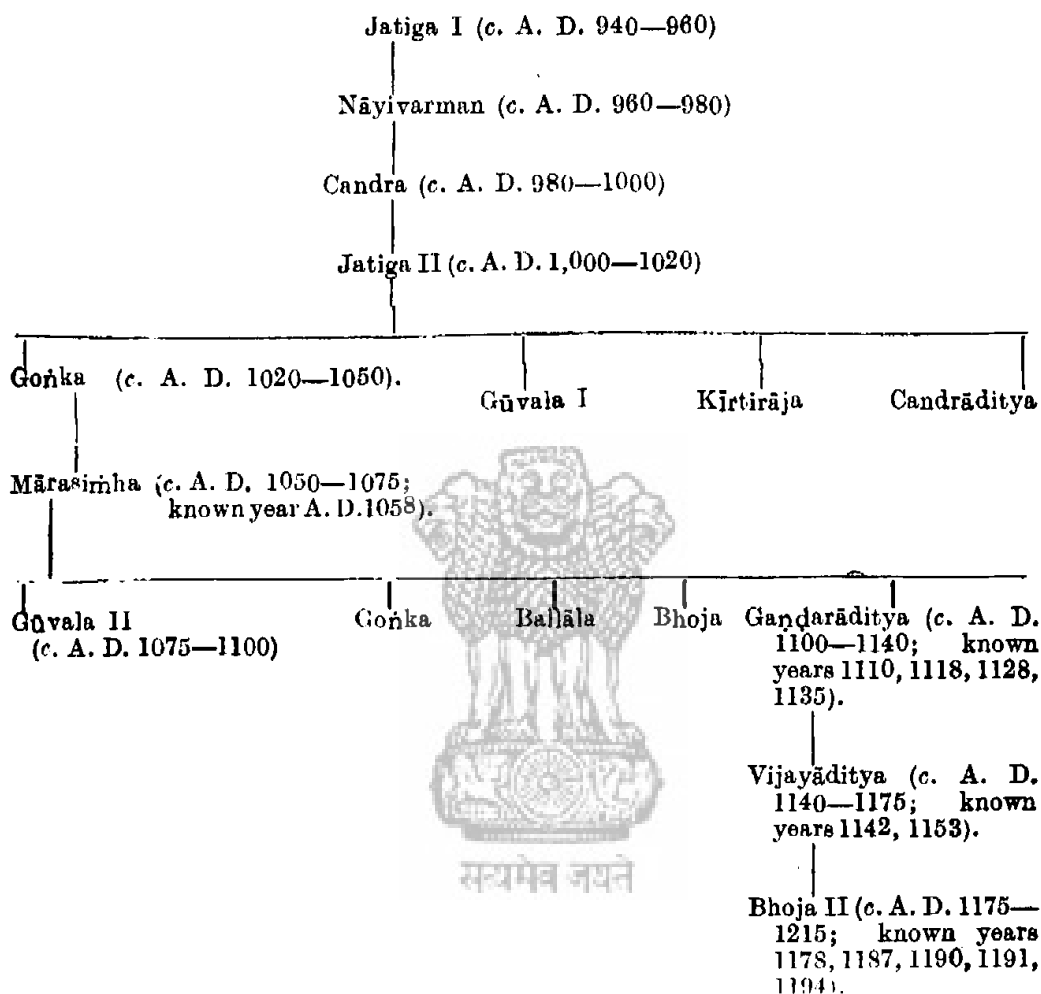 Jatiga I (c. A. D. 940—960)
Nāyivarman (c. A. D. 960—980)
Candra (c. A. D. 980—1000)
Jatiga II (c. A. D. 1,000—1020)
Goṅka (c. A. D. 1020—1050).
Gūvala I Kīrtirāja Candrāditya
Mārasiṁha (c. A. D. 1050—1075;
known year A. D. 1058).
Gūvala II Goṅka Ballāla Bhoja Gaṇḍarāditya (c. A. D.
(c. A. D. 1075—1100)
1100—1140; known
years 1110, 1118, 1128,
1135).
Vijayāditya (c. A. D.
1140—1175; known
years 1142, 1153).
सत्यमेव जयते
Bhoja II (c. A. D. 1175—
1215; known years
1178, 1187, 1190, 1191,
1194).